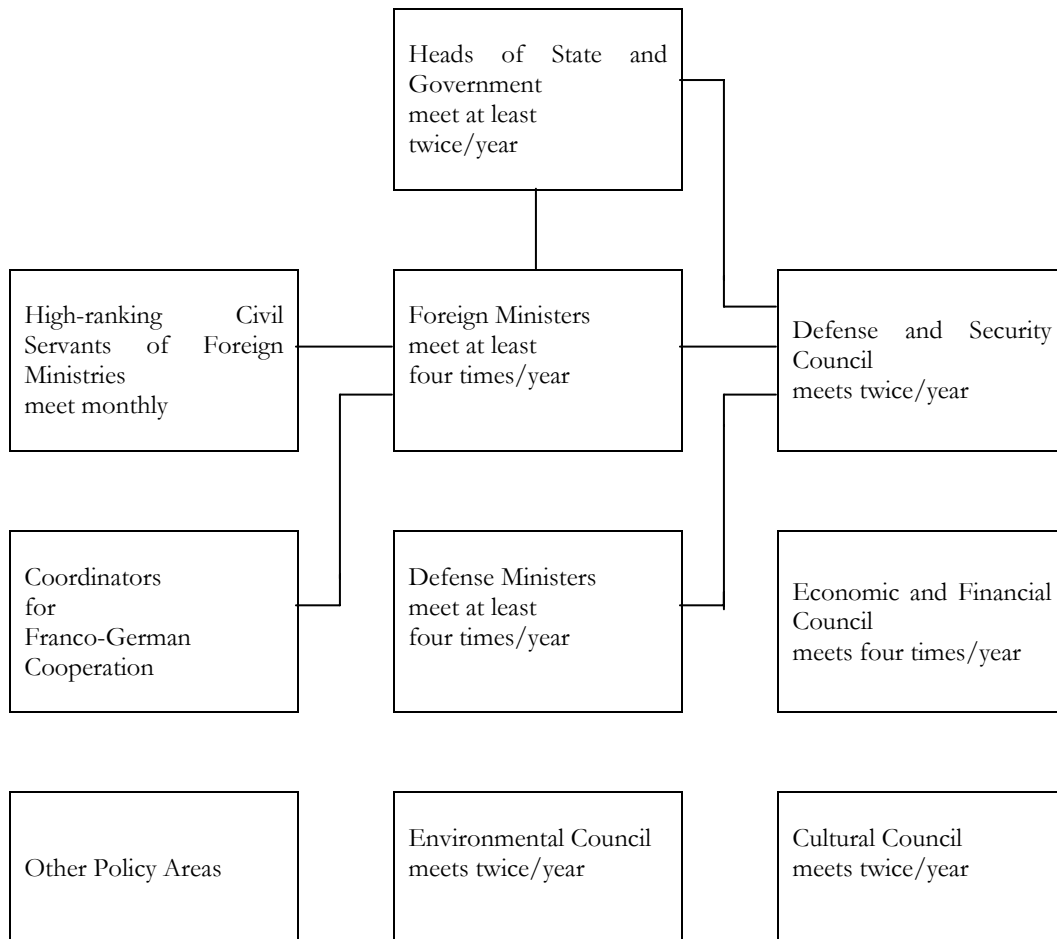 Heads of State and
Government
meet at least
twice/year
High-ranking Civil
Servants of Foreign
Ministries
meet monthly
Foreign Ministers
meet at least
four times/year
Defense and Security
Council
meets twice/year
Coordinators
for
Franco-German
Cooperation
Defense Ministers
meet at least
four times/year
Economic and Financial
Council
meets four times/year
Other Policy Areas
Environmental Council
meets twice/year
Cultural Council
meets twice/year